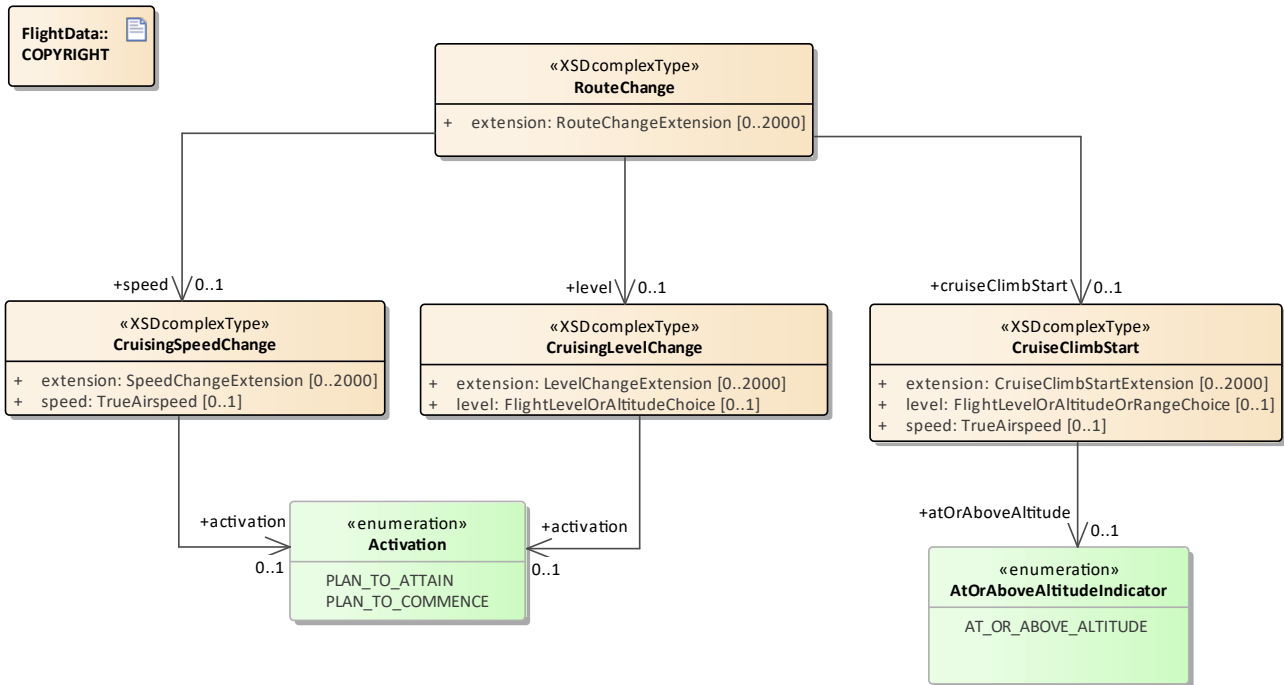 FlightData::
COPYRIGHT
«XSDcomplexType»
RouteChange
+ extension: RouteChangeExtension [0..2000]
+speed 0..1
+level 0..1
+cruiseClimbStart 0..1
«XSDcomplexType»
CruisingSpeedChange
+ extension: SpeedChangeExtension [0..2000]
+ speed: TrueAirspeed [0..1]
«XSDcomplexType»
CruisingLevelChange
+ extension: LevelChangeExtension [0..2000]
+ level: FlightLevelOrAltitudeChoice [0..1]
«XSDcomplexType»
CruiseClimbStart
+ extension: CruiseClimbStartExtension [0..2000]
+ level: FlightLevelOrAltitudeOrRangeChoice [0..1]
+ speed: TrueAirspeed [0..1]
+activation
0..1
«enumeration»
Activation
PLAN_TO_ATTAIN
PLAN_TO_COMMENCE
+activation
0..1
+atOrAboveAltitude
0..1
«enumeration»
AtOrAboveAltitudeIndicator
AT_OR_ABOVE_ALTITUDE